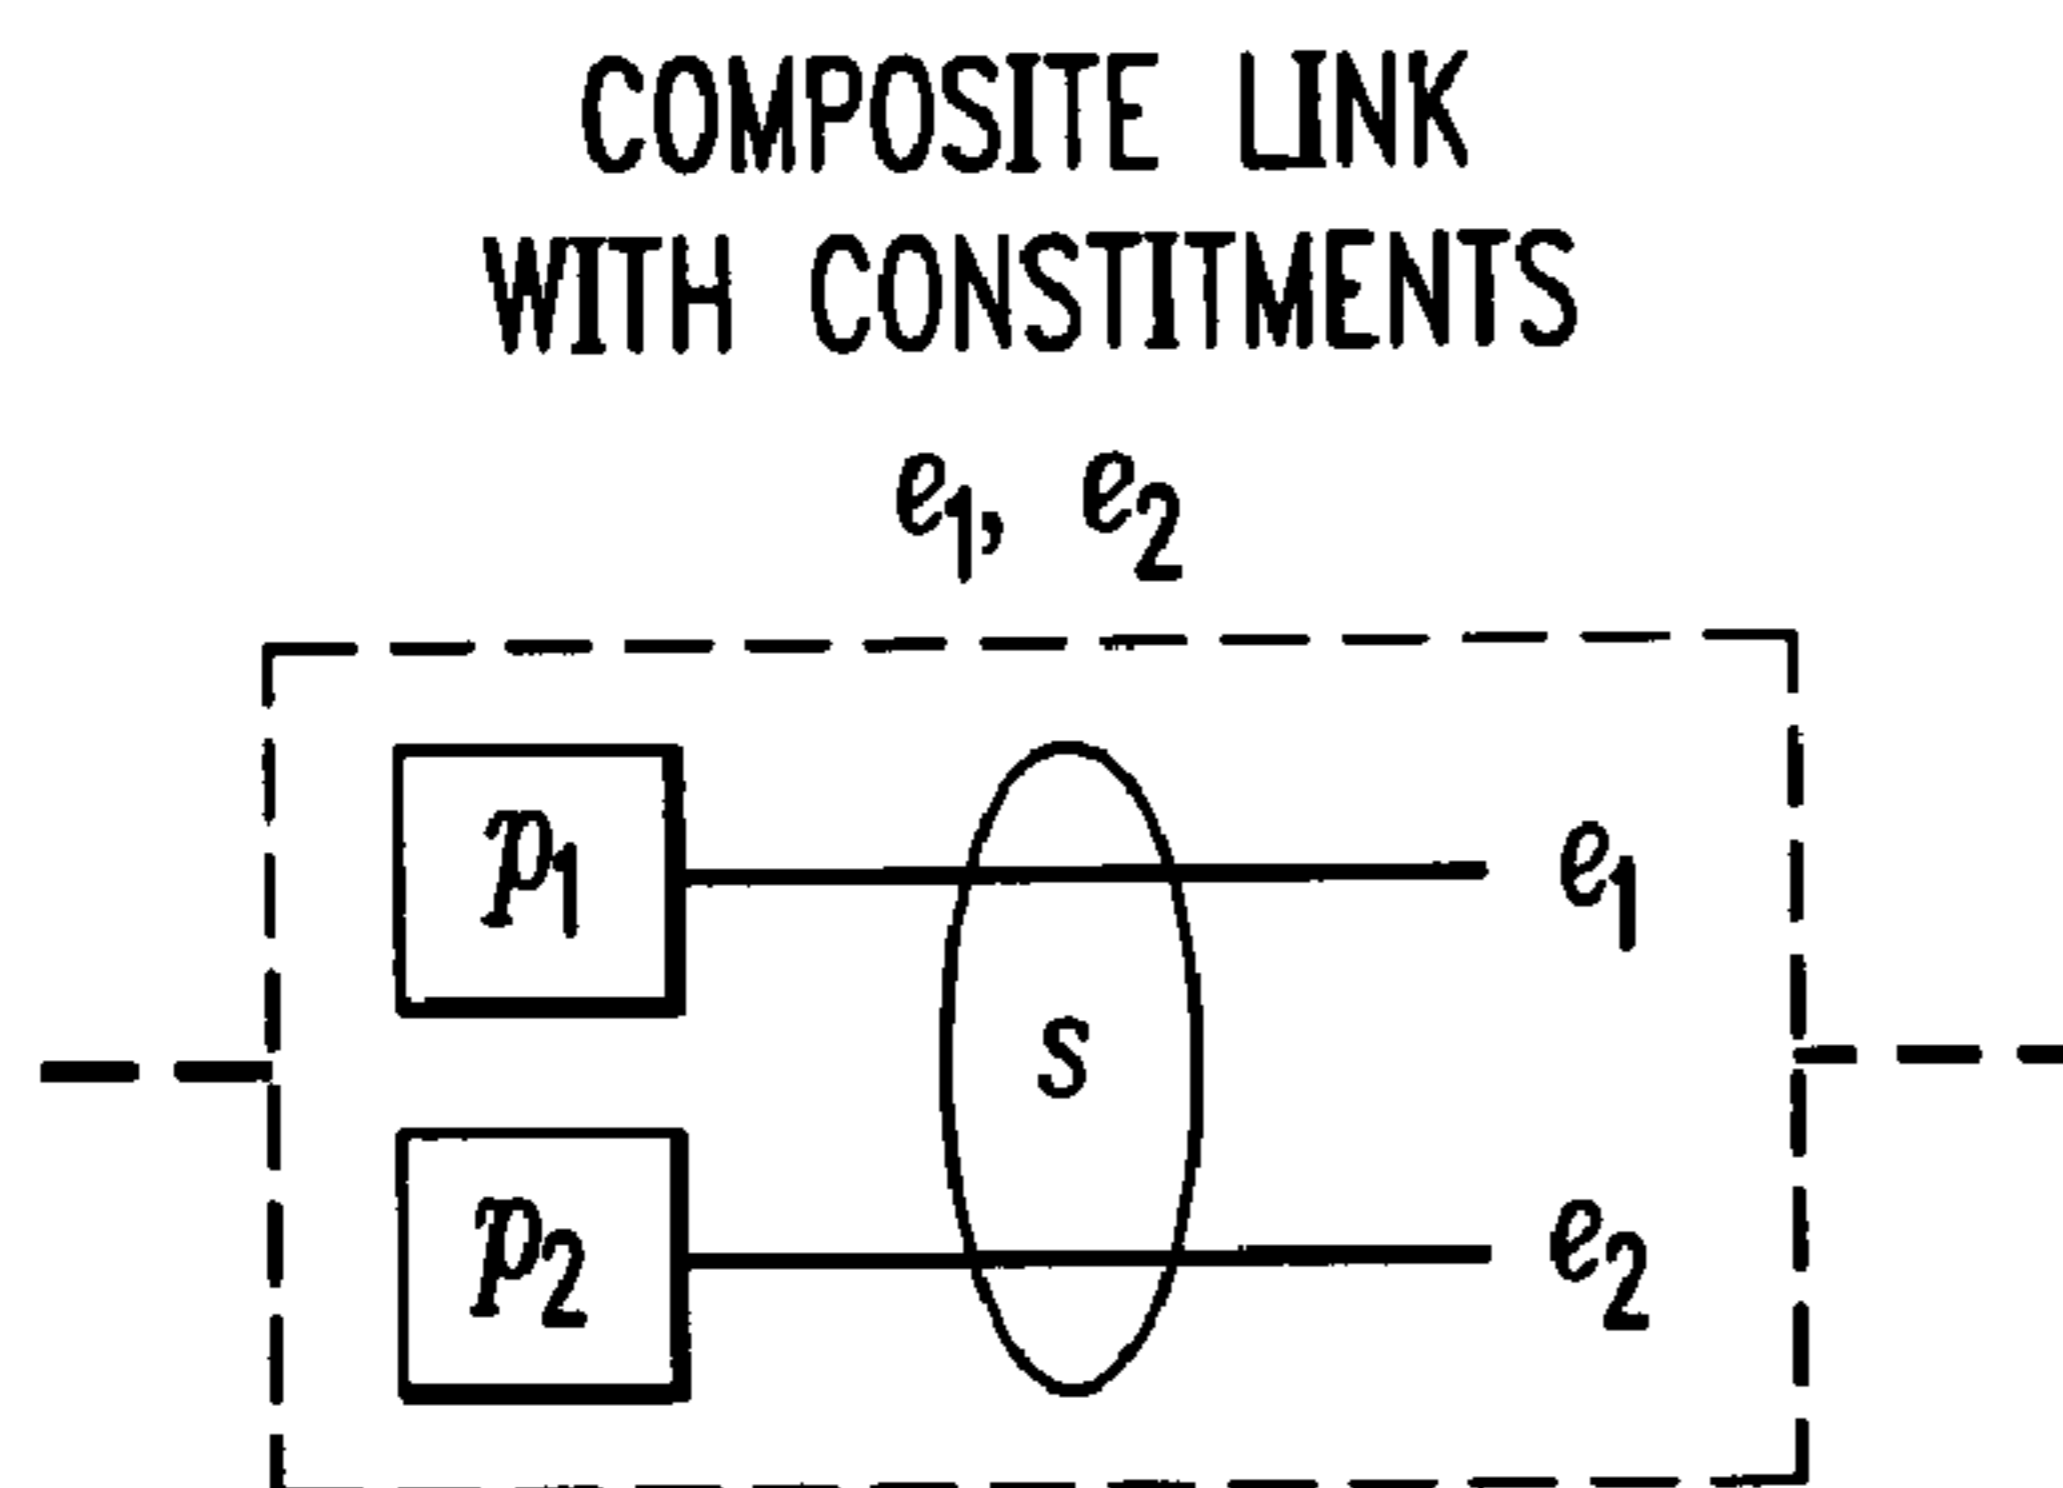 COMPOSITE LINK
WITH CONSTITMENTS
e1, e2
p1
e1
s
p2
e2